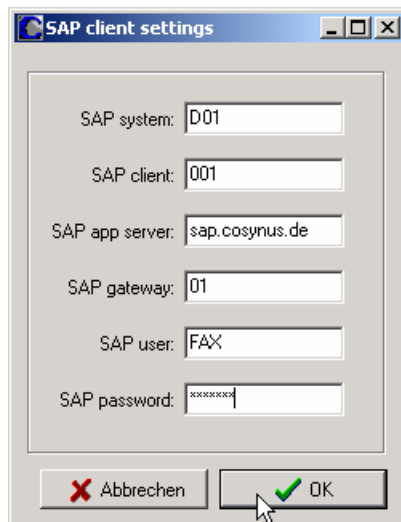 SAP client settings
SAP system: D01
SAP client: 001
SAP app server: sap.cosynus.de
SAP gateway: 01
SAP user: FAX
SAP password: *******
Abbrechen OK